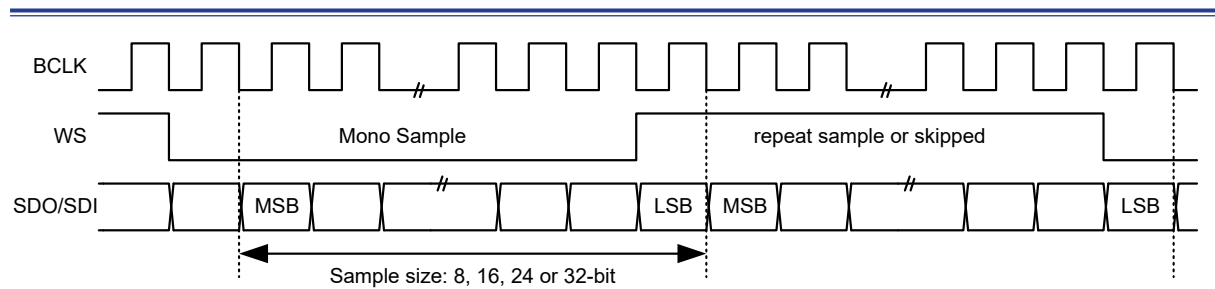 BCLK
WS
Mono Sample
repeat sample or skipped
SDO/SDI
MSB
LSB
MSB
LSB
Sample size: 8, 16, 24 or 32-bit